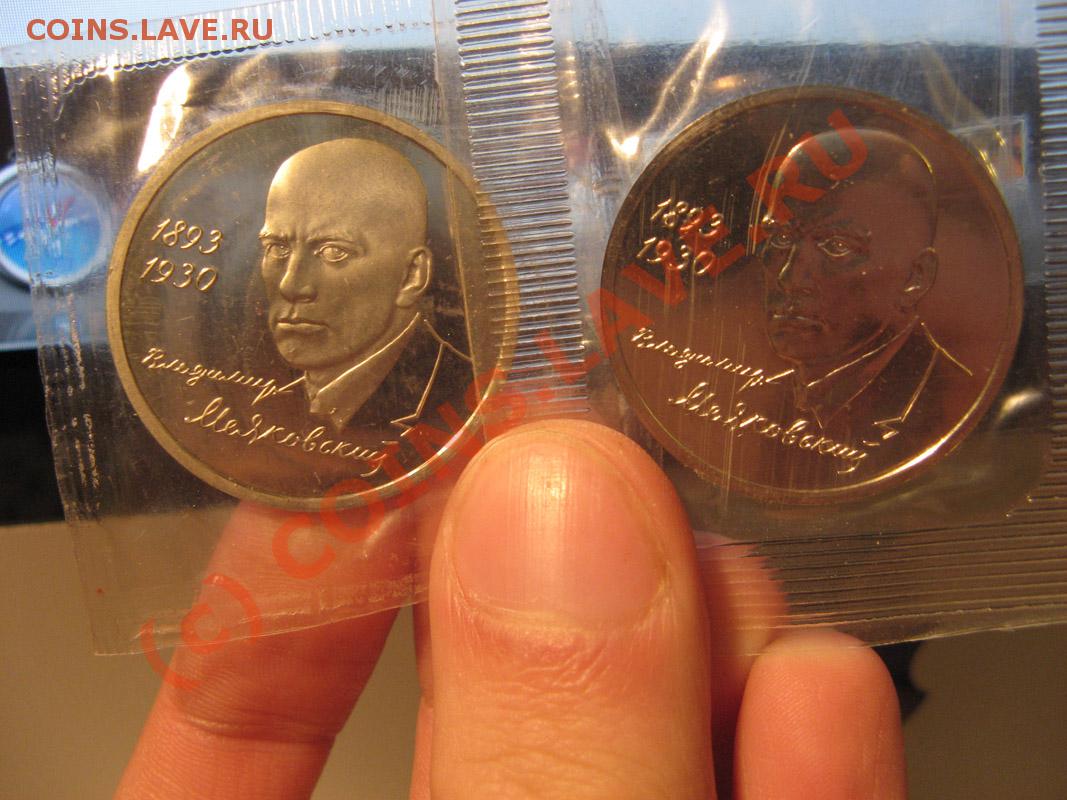 COINS.LAVE.RU
1893
1930
Владимир
Маяковский
1893
1930
Владимир
Маяковский
(c) COINS.LAVE.RU